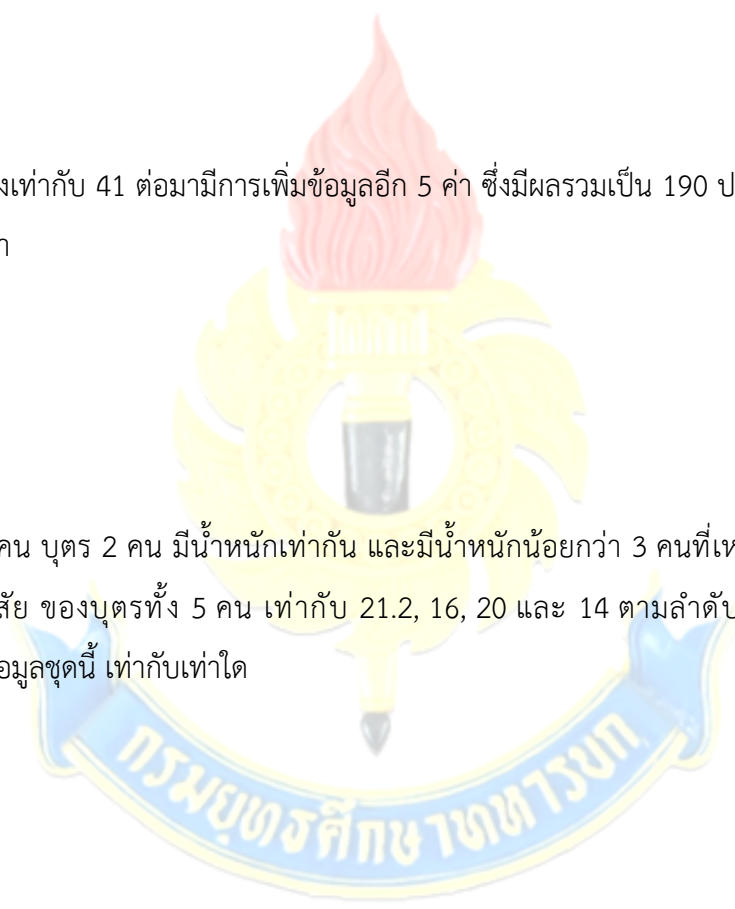 งเท่ากับ 41 ต่อมามีการเพิ่มข้อมูลอีก 5 ค่า ซึ่งมีผลรวมเป็น 190 ป
า
คน บุตร 2 คน มีน้ำหนักเท่ากัน และมีน้ำหนักน้อยกว่า 3 คนที่เห
สัย ของบุตรทั้ง 5 คน เท่ากับ 21.2, 16, 20 และ 14 ตามลำดับ
อมูลชุดนี้ เท่ากับเท่าใด
กรมยุทธศึกษาทหารบก